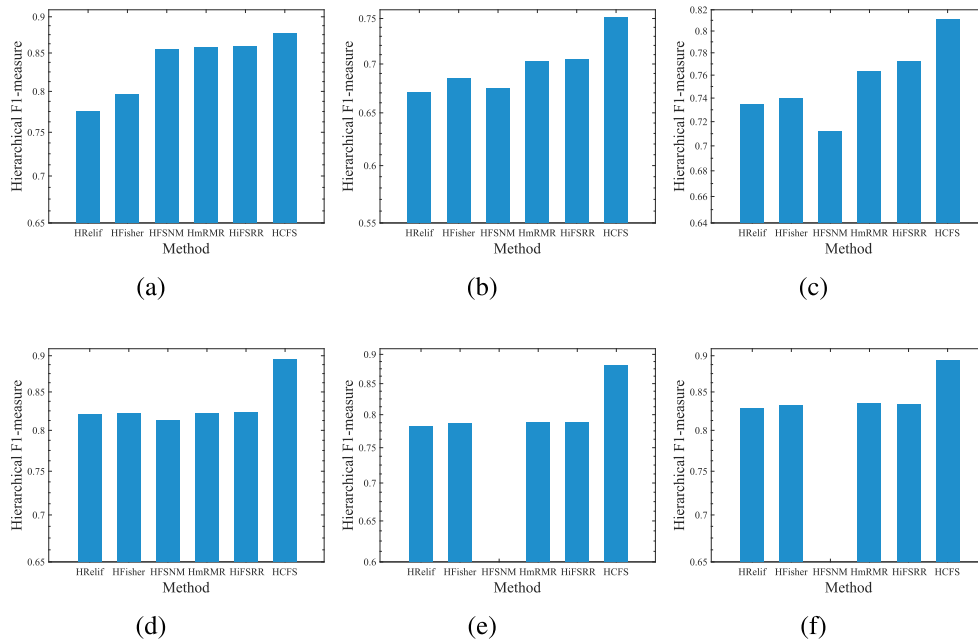 Hierarchical F1-measure
0.9
0.85
0.8
0.75
0.7
0.65
HRelif HFisher HFSNM HmRMR HiFSRR HCFS
Method
(a)
Hierarchical F1-measure
0.75
0.7
0.65
0.6
0.55
HRelif HFisher HFSNM HmRMR HiFSRR HCFS
Method
(b)
Hierarchical F1-measure
0.82
0.8
0.78
0.76
0.74
0.72
0.7
0.68
0.66
0.64
HRelif HFisher HFSNM HmRMR HiFSRR HCFS
Method
(c)
Hierarchical F1-measure
0.9
0.85
0.8
0.75
0.7
0.65
HRelif HFisher HFSNM HmRMR HiFSRR HCFS
Method
(d)
Hierarchical F1-measure
0.9
0.85
0.8
0.75
0.7
0.65
0.6
HRelif HFisher HFSNM HmRMR HiFSRR HCFS
Method
(e)
Hierarchical F1-measure
0.9
0.85
0.8
0.75
0.7
0.65
HRelif HFisher HFSNM HmRMR HiFSRR HCFS
Method
(f)